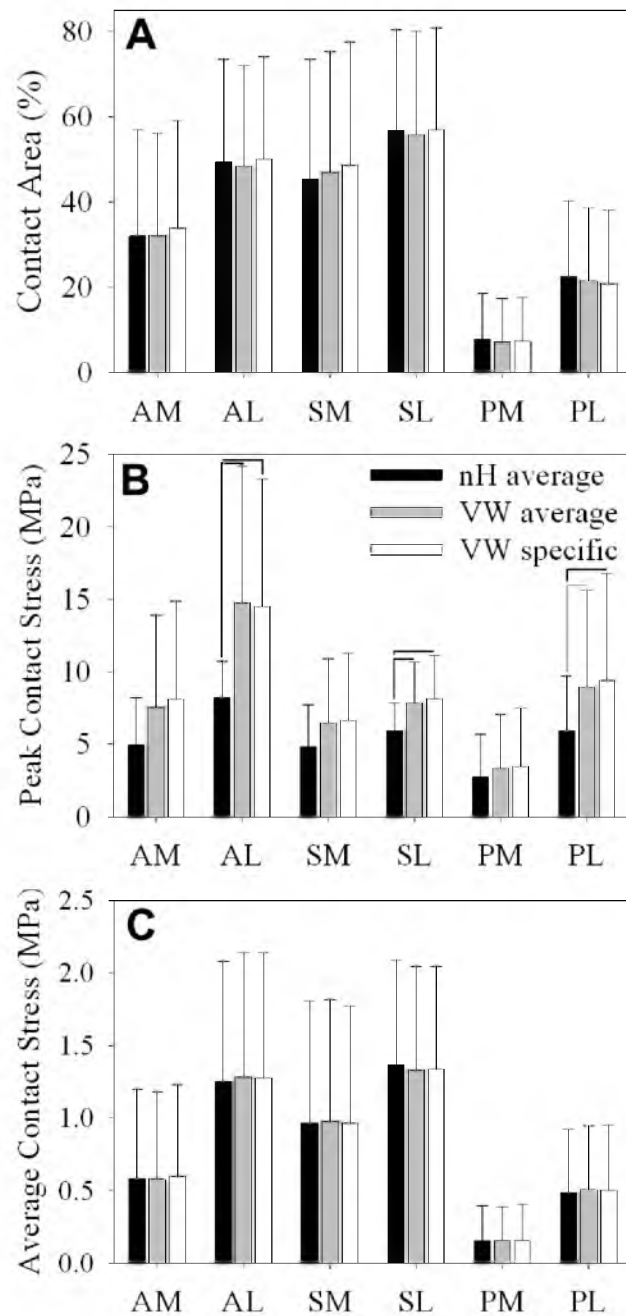 A
Contact Area (%)
80
60
40
20
0
AM AL SM SL PM PL
B
Peak Contact Stress (MPa)
25
20
15
10
5
0
nH average
VW average
VW specific
AM AL SM SL PM PL
C
Average Contact Stress (MPa)
2.5
2.0
1.5
1.0
0.5
0.0
AM AL SM SL PM PL